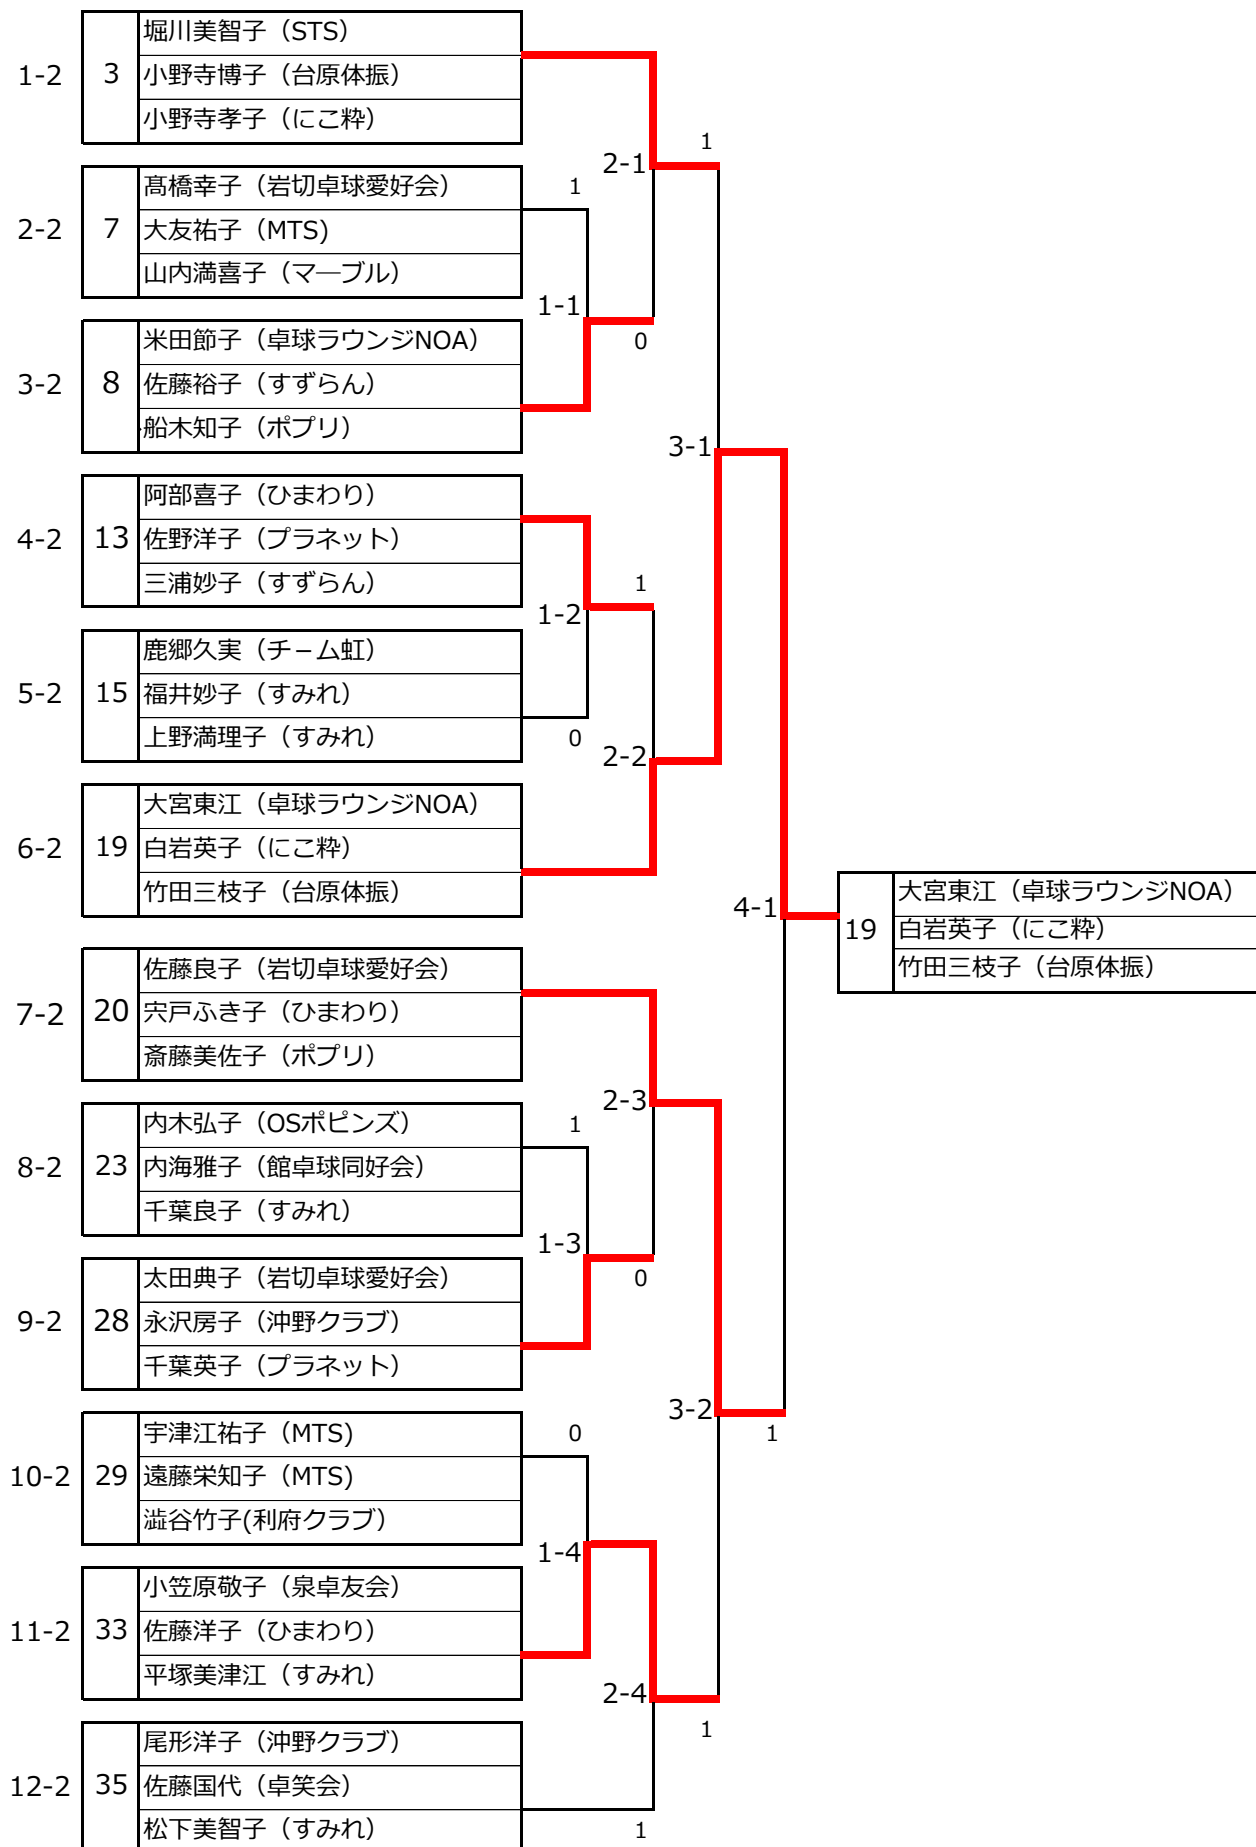 堀川美智子（STS）
1-2 3 小野寺博子（台原体振）
小野寺孝子（にこ粋）
1
2-1
髙橋幸子（岩切卓球愛好会）
1
2-2 7 大友祐子（MTS)
山内満喜子（マーブル）
1-1
米田節子（卓球ラウンジNOA）
0
3-2 8 佐藤裕子（すずらん）
船木知子（ポプリ）
3-1
阿部喜子（ひまわり）
4-2 13 佐野洋子（プラネット）
三浦妙子（すずらん）
1
1-2
鹿郷久実（チーム虹）
5-2 15 福井妙子（すみれ）
上野満理子（すみれ）
0
2-2
大宮東江（卓球ラウンジNOA）
6-2 19 白岩英子（にこ粋）
竹田三枝子（台原体振）
4-1
大宮東江（卓球ラウンジNOA）
19 白岩英子（にこ粋）
竹田三枝子（台原体振）
佐藤良子（岩切卓球愛好会）
7-2 20 宍戸ふき子（ひまわり）
斎藤美佐子（ポプリ）
2-3
内木弘子（OSポピンズ）
1
8-2 23 内海雅子（館卓球同好会）
千葉良子（すみれ）
1-3
太田典子（岩切卓球愛好会）
0
9-2 28 永沢房子（沖野クラブ）
千葉英子（プラネット）
3-2
1
宇津江祐子（MTS)
0
10-2 29 遠藤栄知子（MTS)
澁谷竹子(利府クラブ）
1-4
小笠原敬子（泉卓友会）
11-2 33 佐藤洋子（ひまわり）
平塚美津江（すみれ）
2-4
1
尾形洋子（沖野クラブ）
12-2 35 佐藤国代（卓笑会）
松下美智子（すみれ）
1